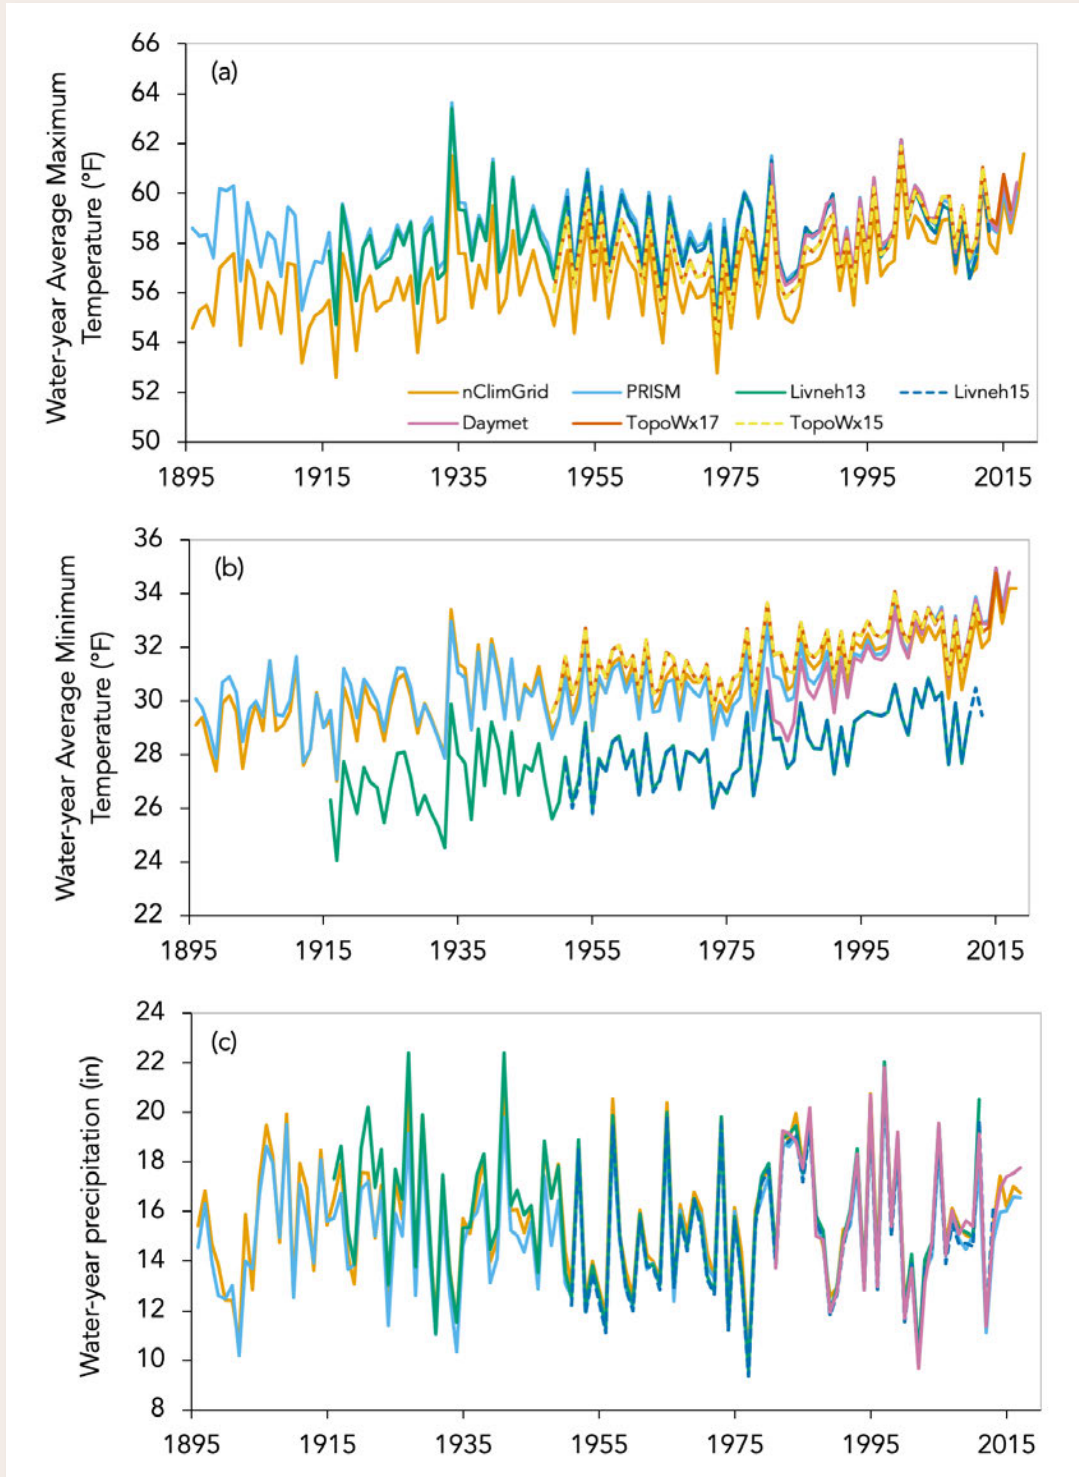 66
(a)
64
62
60
58
56
54
52
50
Water-year Average Maximum
Temperature (°F)
nClimGrid PRISM Livneh13 Livneh15
Daymet TopoWx17 TopoWx15
1895 1915 1935 1955 1975 1995 2015
36
(b)
34
32
30
28
26
24
22
Water-year Average Minimum
Temperature (°F)
1895 1915 1935 1955 1975 1995 2015
24
(c)
22
20
18
16
14
12
10
8
Water-year precipitation (in)
1895 1915 1935 1955 1975 1995 2015